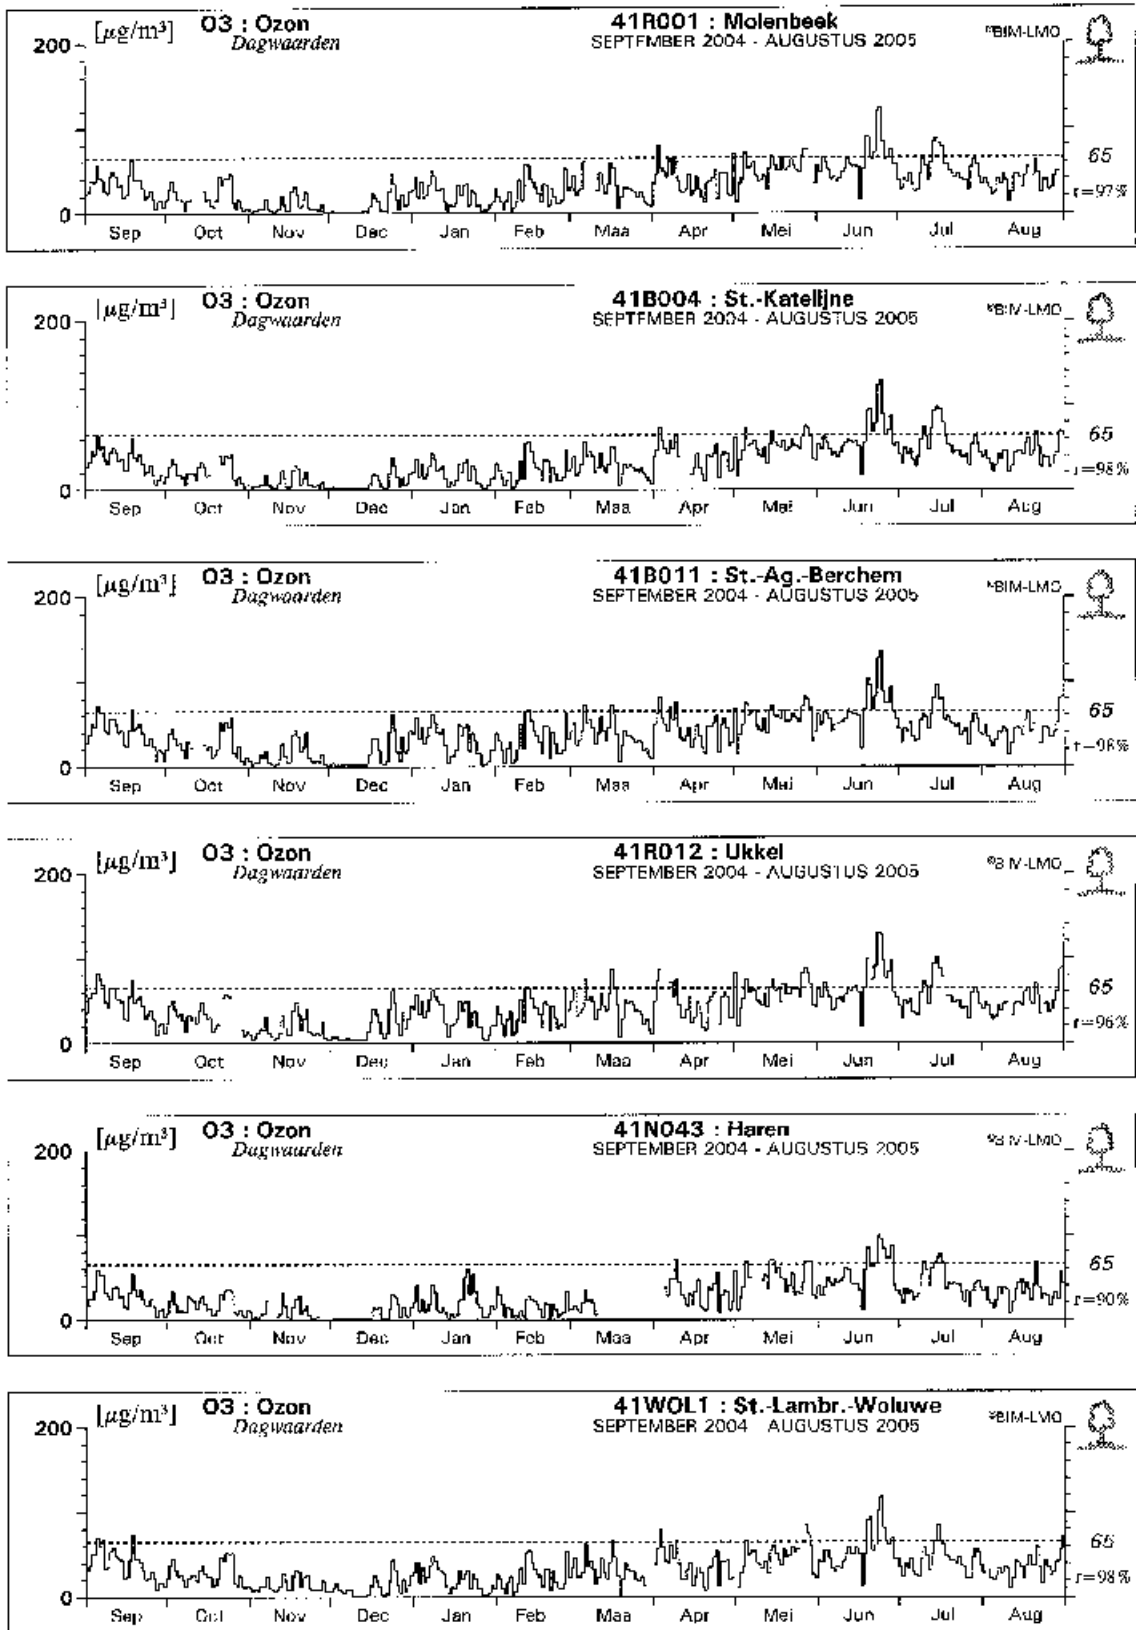 [µg/m³] O3 : Ozon 41R001 : Molenbeek
Dagwaarden SEPTEMBER 2004 - AUGUSTUS 2005 BIM-LMO
200
65
r=97%
0
Sep Oct Nov Dec Jan Feb Maa Apr Mei Jun Jul Aug
[µg/m³] O3 : Ozon 41B004 : St.-Katelijne
Dagwaarden SEPTEMBER 2004 - AUGUSTUS 2005 BIM-LMO
200
65
r=98%
0
Sep Oct Nov Dec Jan Feb Maa Apr Mei Jun Jul Aug
[µg/m³] O3 : Ozon 41B011 : St.-Ag.-Berchem
Dagwaarden SEPTEMBER 2004 - AUGUSTUS 2005 BIM-LMO
200
65
r=98%
0
Sep Oct Nov Dec Jan Feb Maa Apr Mei Jun Jul Aug
[µg/m³] O3 : Ozon 41R012 : Ukkel
Dagwaarden SEPTEMBER 2004 - AUGUSTUS 2005 BIM-LMO
200
65
r=96%
0
Sep Oct Nov Dec Jan Feb Maa Apr Mei Jun Jul Aug
[µg/m³] O3 : Ozon 41N043 : Haren
Dagwaarden SEPTEMBER 2004 - AUGUSTUS 2005 BIM-LMO
200
65
r=90%
0
Sep Oct Nov Dec Jan Feb Maa Apr Mei Jun Jul Aug
[µg/m³] O3 : Ozon 41WOL1 : St.-Lambr.-Woluwe
Dagwaarden SEPTEMBER 2004 AUGUSTUS 2005 BIM-LMO
200
65
r=98%
0
Sep Oct Nov Dec Jan Feb Maa Apr Mei Jun Jul Aug